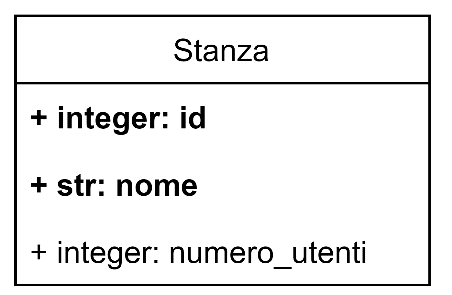 Stanza
+ integer: id
+ str: nome
+ integer: numero_utenti